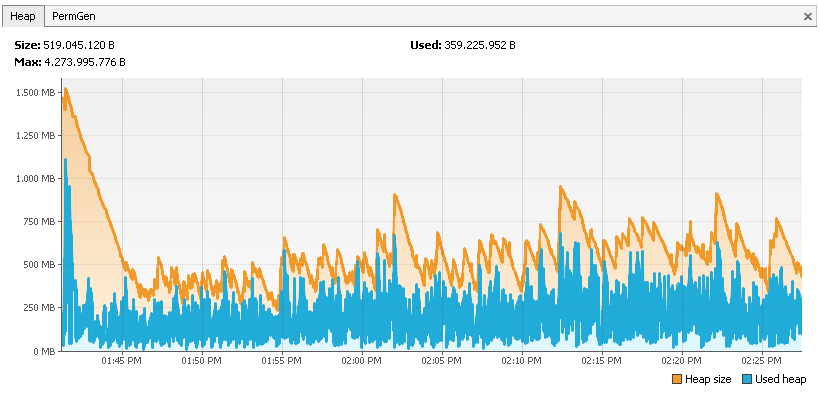 Heap PermGen
Size: 519.045.120 B Used: 359.225.952 B
Max: 4.273.995.776 B
1.500 MB
1.250 MB
1.000 MB
750 MB
500 MB
250 MB
0 MB
01:45 PM 01:50 PM 01:55 PM 02:00 PM 02:05 PM 02:10 PM 02:15 PM 02:20 PM 02:25 PM
Heap size Used heap